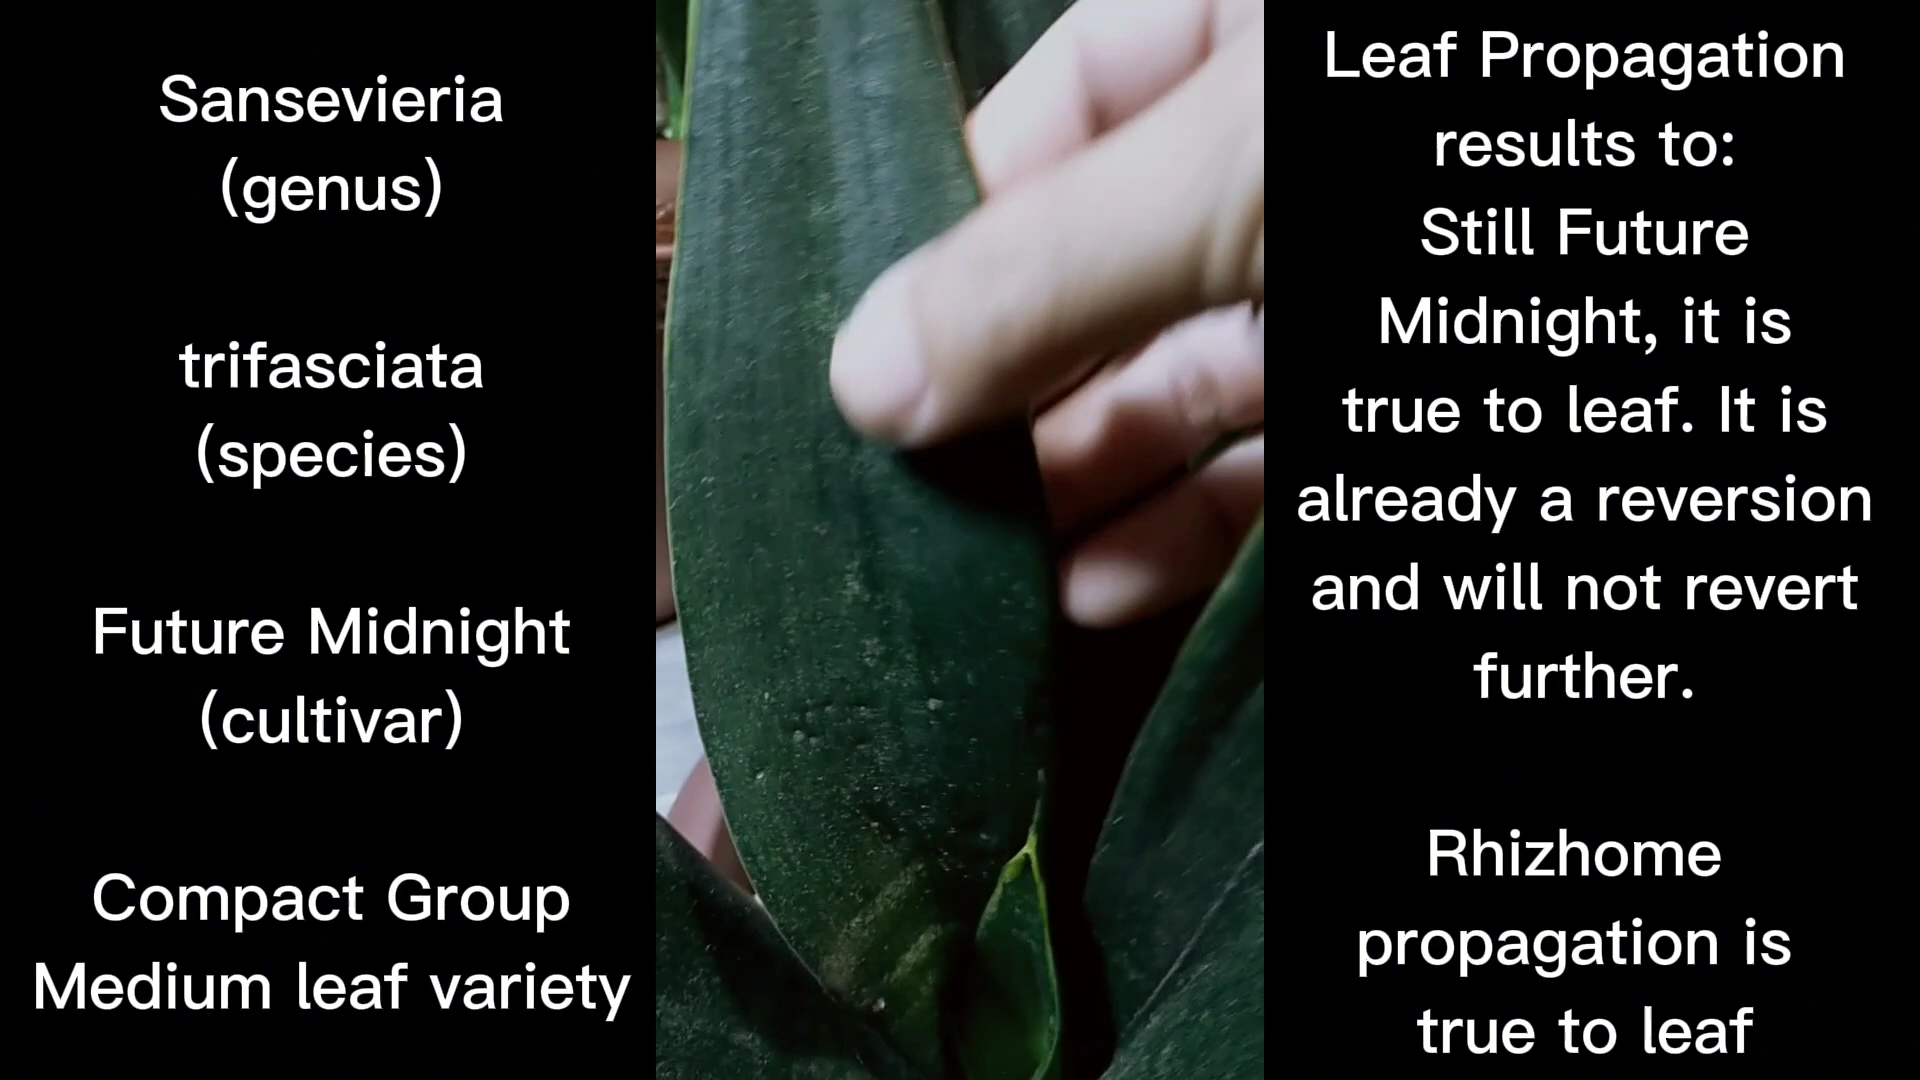 Sansevieria
(genus)
trifasciata
(species)
Future Midnight
(cultivar)
Compact Group
Medium leaf variety
Leaf Propagation
results to:
Still Future
Midnight, it is
true to leaf. It is
already a reversion
and will not revert
further.
Rhizhome
propagation is
true to leaf